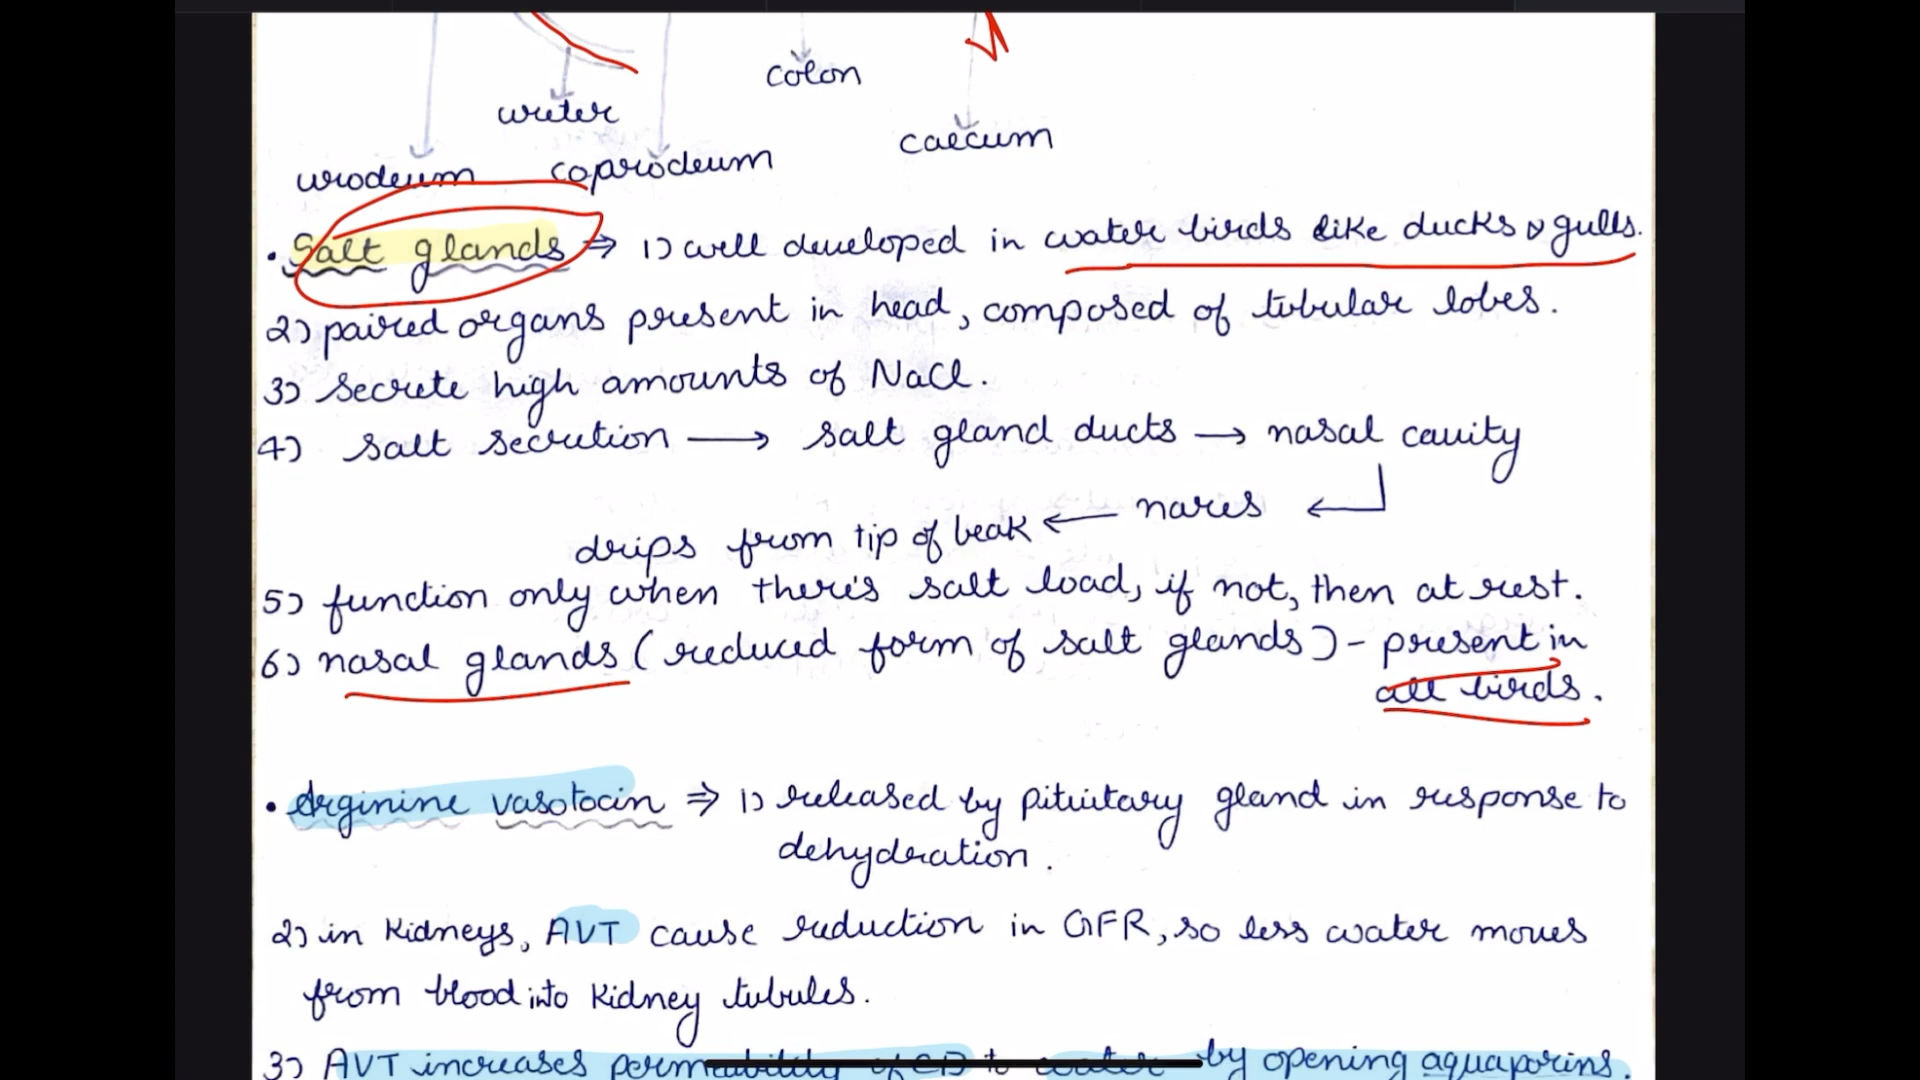 colon
ureter
caecum
urodeum coprodeum
• Salt glands ⇒ 1) well developed in water birds like ducks & gulls.
2) paired organs present in head, composed of tubular lobes.
3) secrete high amounts of NaCl.
4) salt secretion → salt gland ducts → nasal cavity
drips from tip of beak ← nares ←
5) function only when there's salt load, if not, then at rest.
6) nasal glands (reduced form of salt glands) - present in
all birds.
• Arginine vasotocin ⇒ 1) released by pituitary gland in response to
dehydration.
2) in kidneys, AVT cause reduction in GFR, so less water moves
from blood into kidney tubules.
3) AVT increases permeability of CD to water by opening aquaporins.